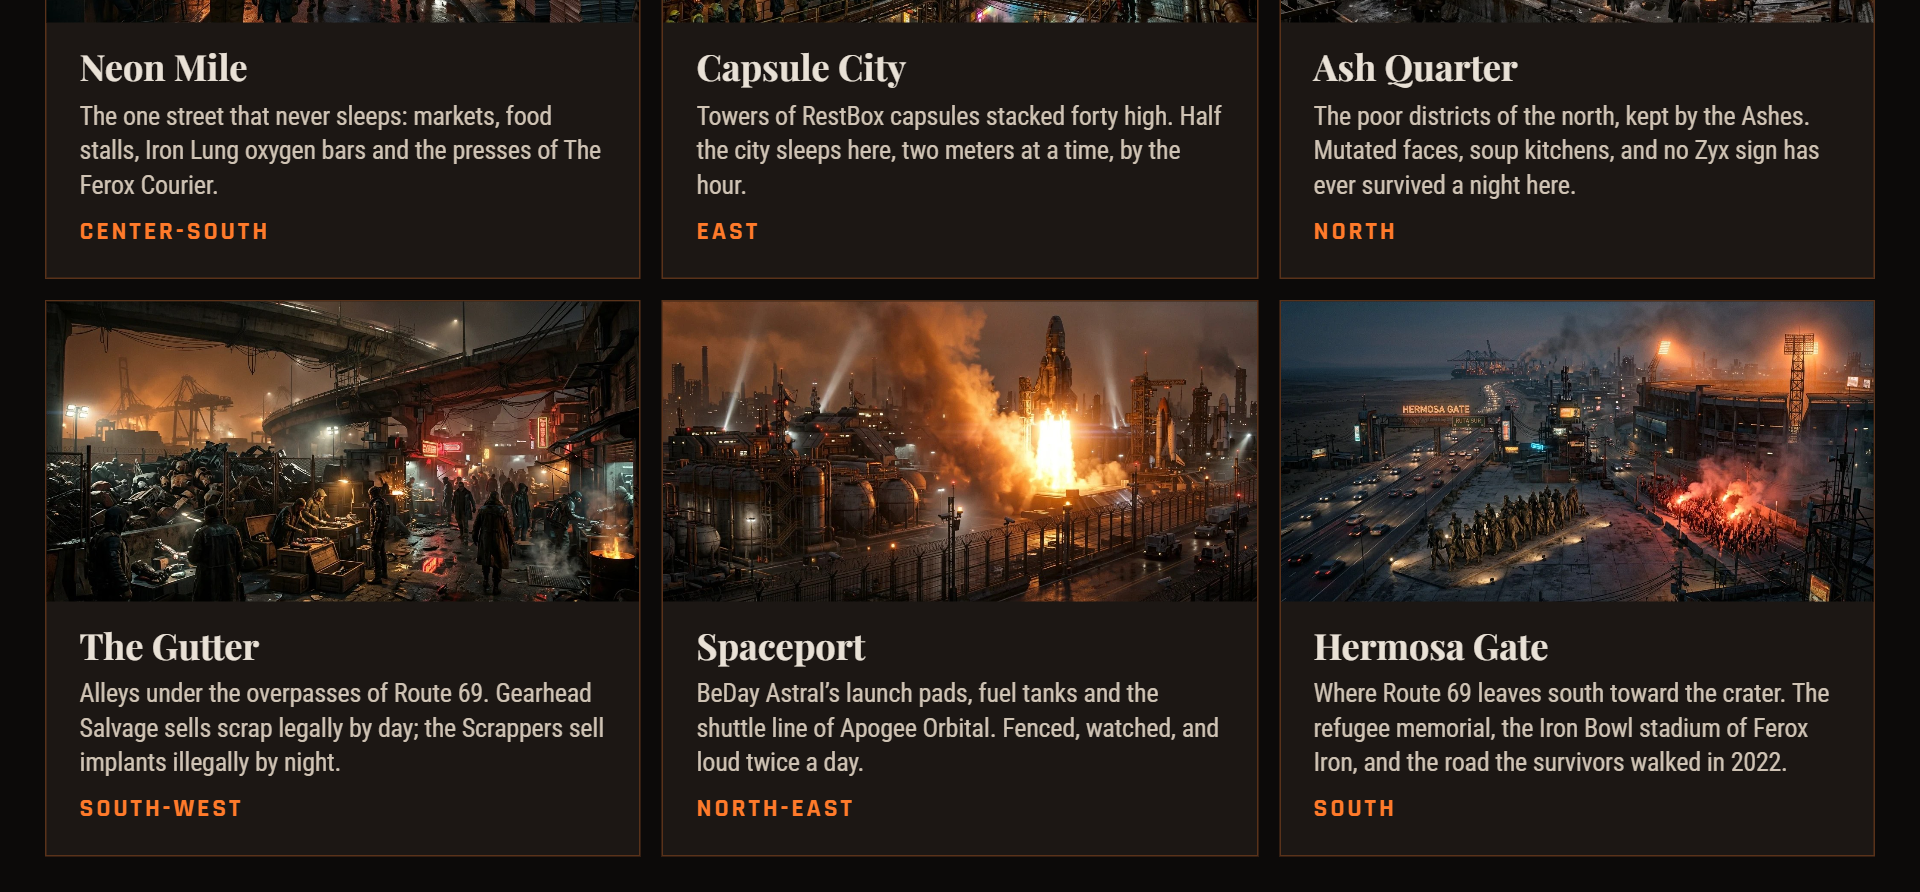 Neon Mile
The one street that never sleeps: markets, food
stalls, Iron Lung oxygen bars and the presses of The
Ferox Courier.
CENTER-SOUTH
Capsule City
Towers of RestBox capsules stacked forty high. Half
the city sleeps here, two meters at a time, by the
hour.
EAST
Ash Quarter
The poor districts of the north, kept by the Ashes.
Mutated faces, soup kitchens, and no Zyx sign has
ever survived a night here.
NORTH
The Gutter
Alleys under the overpasses of Route 69. Gearhead
Salvage sells scrap legally by day; the Scrappers sell
implants illegally by night.
SOUTH-WEST
Spaceport
BeDay Astral’s launch pads, fuel tanks and the
shuttle line of Apogee Orbital. Fenced, watched, and
loud twice a day.
NORTH-EAST
HERMOSA GATE
Hermosa Gate
Where Route 69 leaves south toward the crater. The
refugee memorial, the Iron Bowl stadium of Ferox
Iron, and the road the survivors walked in 2022.
SOUTH